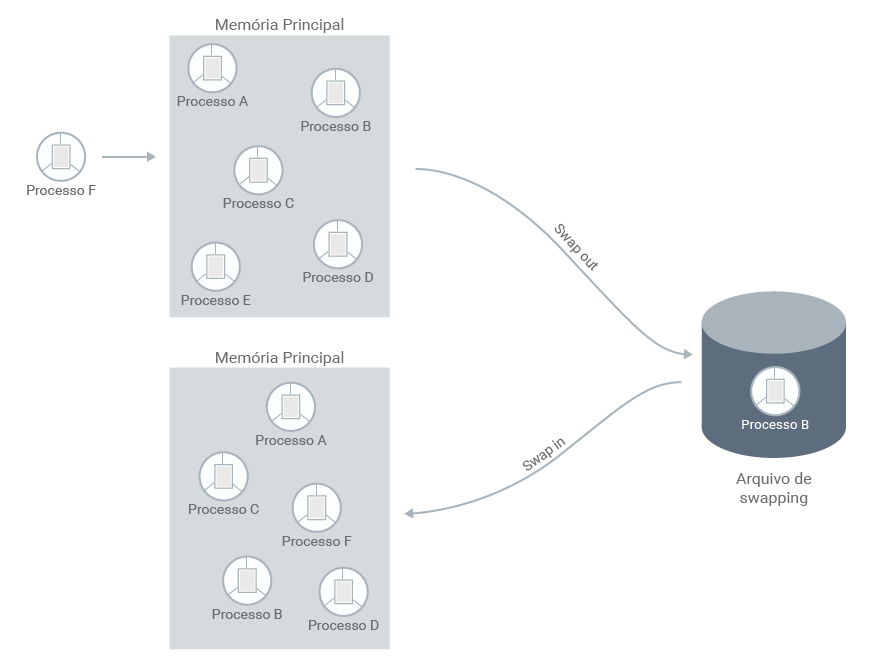 Memória Principal
Processo A
Processo B
Processo F
Processo C
Processo D
Processo E
Swap out
Memória Principal
Processo A
Processo C
Processo F
Processo B
Processo D
Swap in
Processo B
Arquivo de
swapping